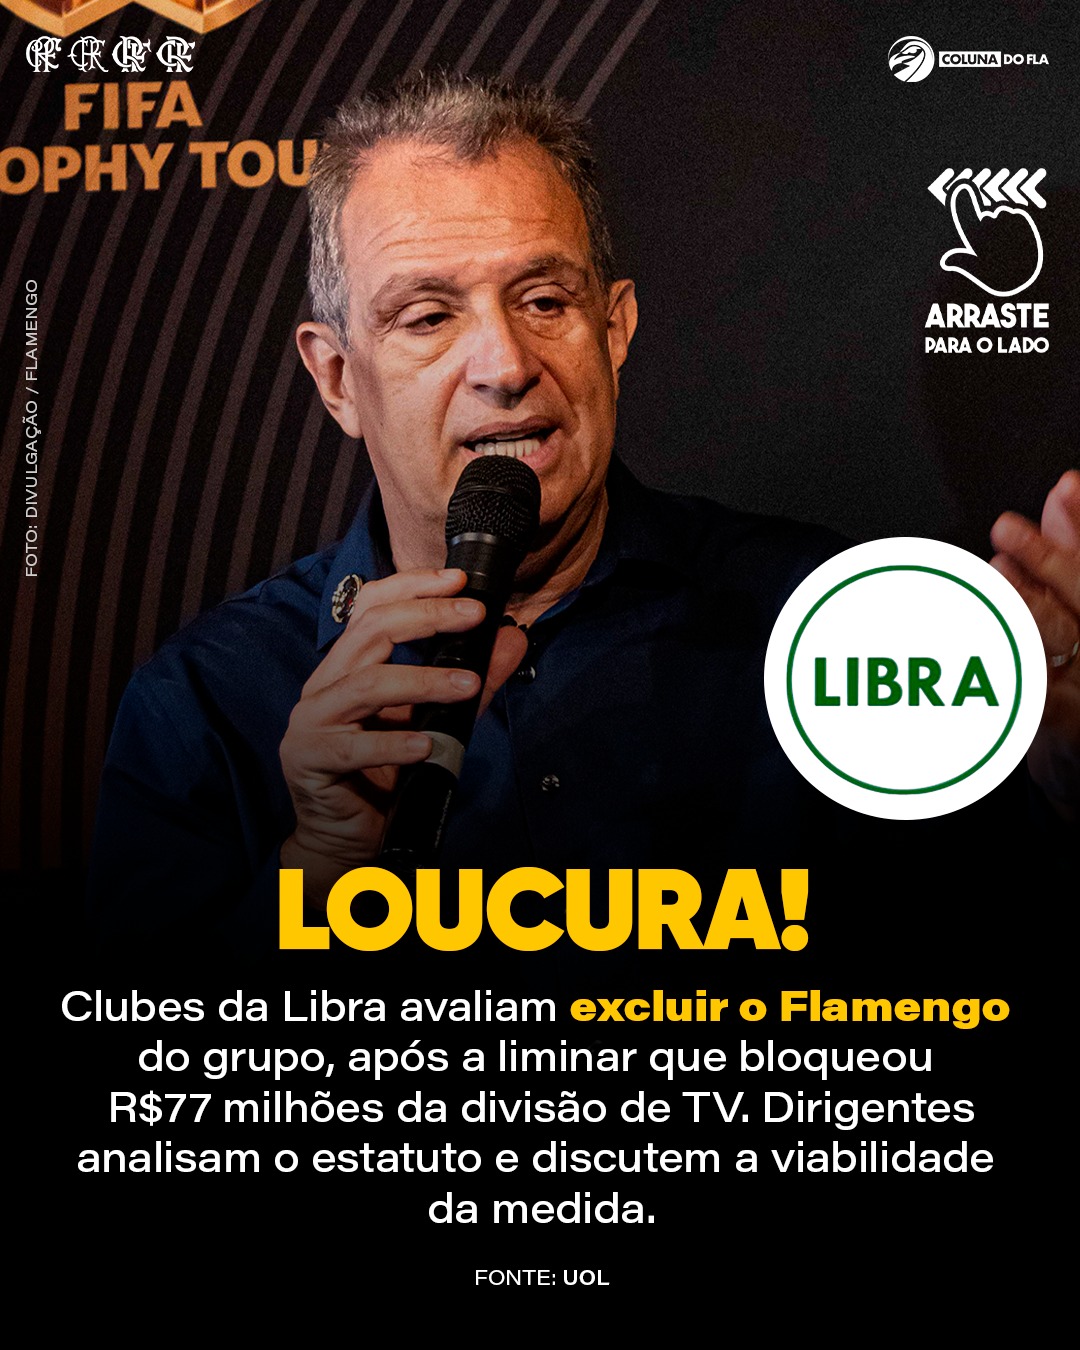 FIFA
OPHY TOU
COLUNA DO FLA
ARRASTE
PARA O LADO
FOTO: DIVULGAÇÃO / FLAMENGO
LIBRA
LOUCURA!
Clubes da Libra avaliam excluir o Flamengo
do grupo, após a liminar que bloqueou
R$77 milhões da divisão de TV. Dirigentes
analisam o estatuto e discutem a viabilidade
da medida.
FONTE: UOL